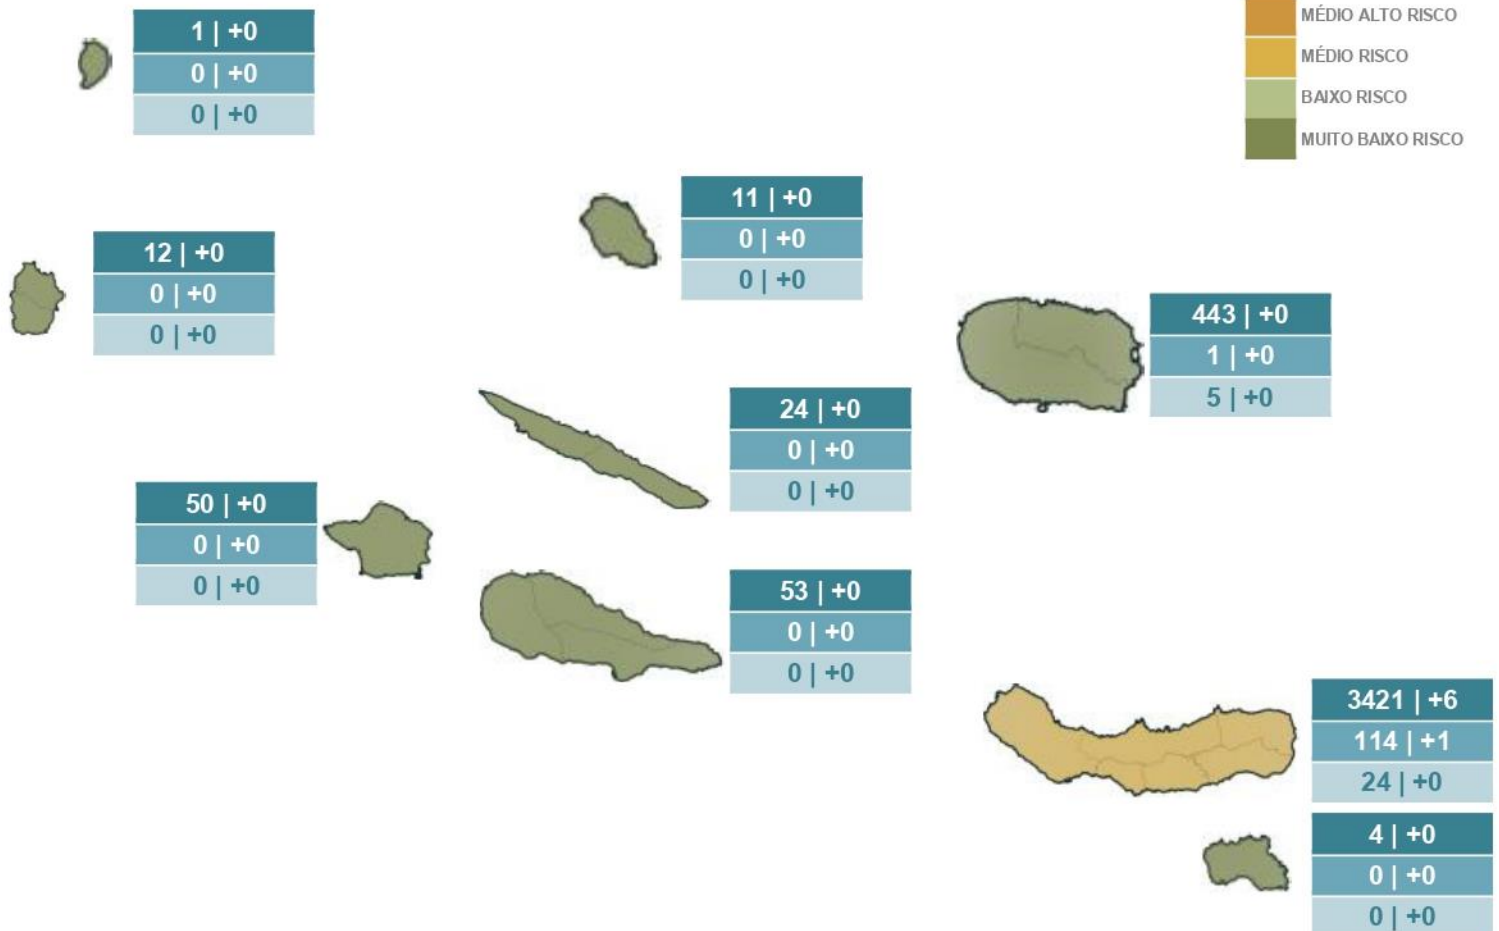 MÉDIO ALTO RISCO
MÉDIO RISCO
BAIXO RISCO
MUITO BAIXO RISCO
1 | +0
0 | +0
0 | +0
11 | +0
0 | +0
0 | +0
12 | +0
0 | +0
0 | +0
443 | +0
1 | +0
5 | +0
24 | +0
0 | +0
0 | +0
50 | +0
0 | +0
0 | +0
53 | +0
0 | +0
0 | +0
3421 | +6
114 | +1
24 | +0
4 | +0
0 | +0
0 | +0